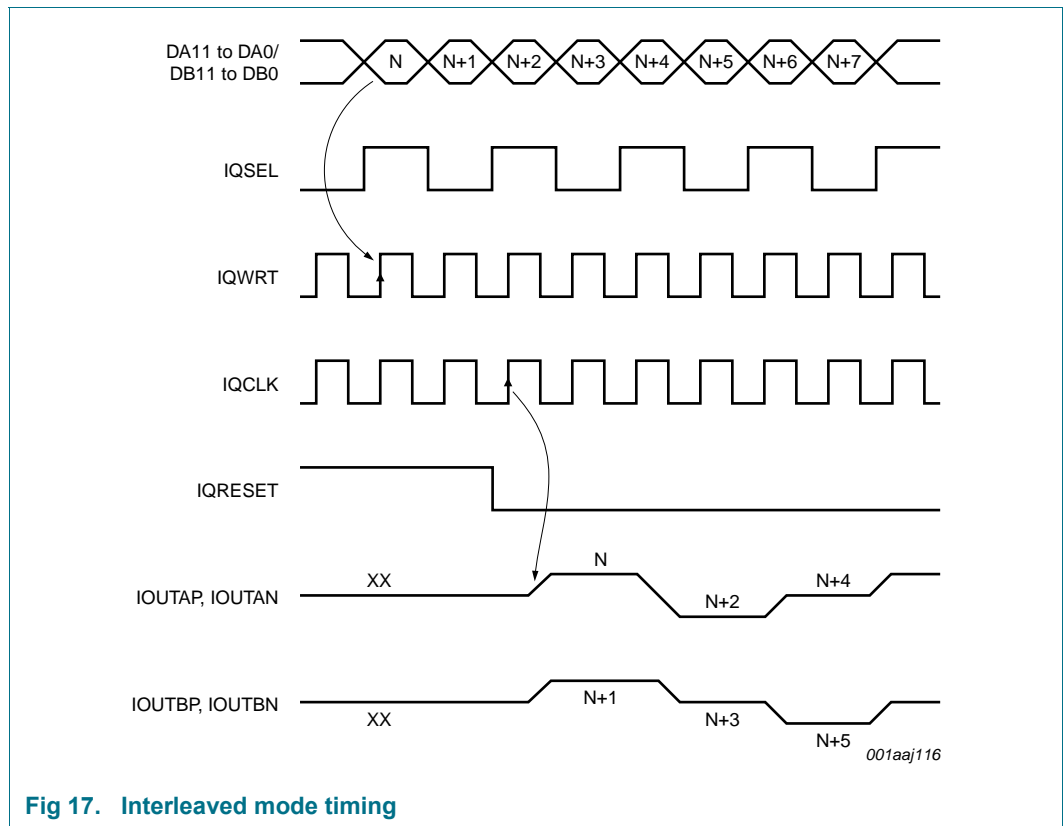 DA11 to DA0/
DB11 to DB0
N N+1 N+2 N+3 N+4 N+5 N+6 N+7
IQSEL
IQWRT
IQCLK
IQRESET
IOUTAP, IOUTAN
XX N N+2 N+4
IOUTBP, IOUTBN
XX N+1 N+3 N+5
001aaj116
Fig 17. Interleaved mode timing